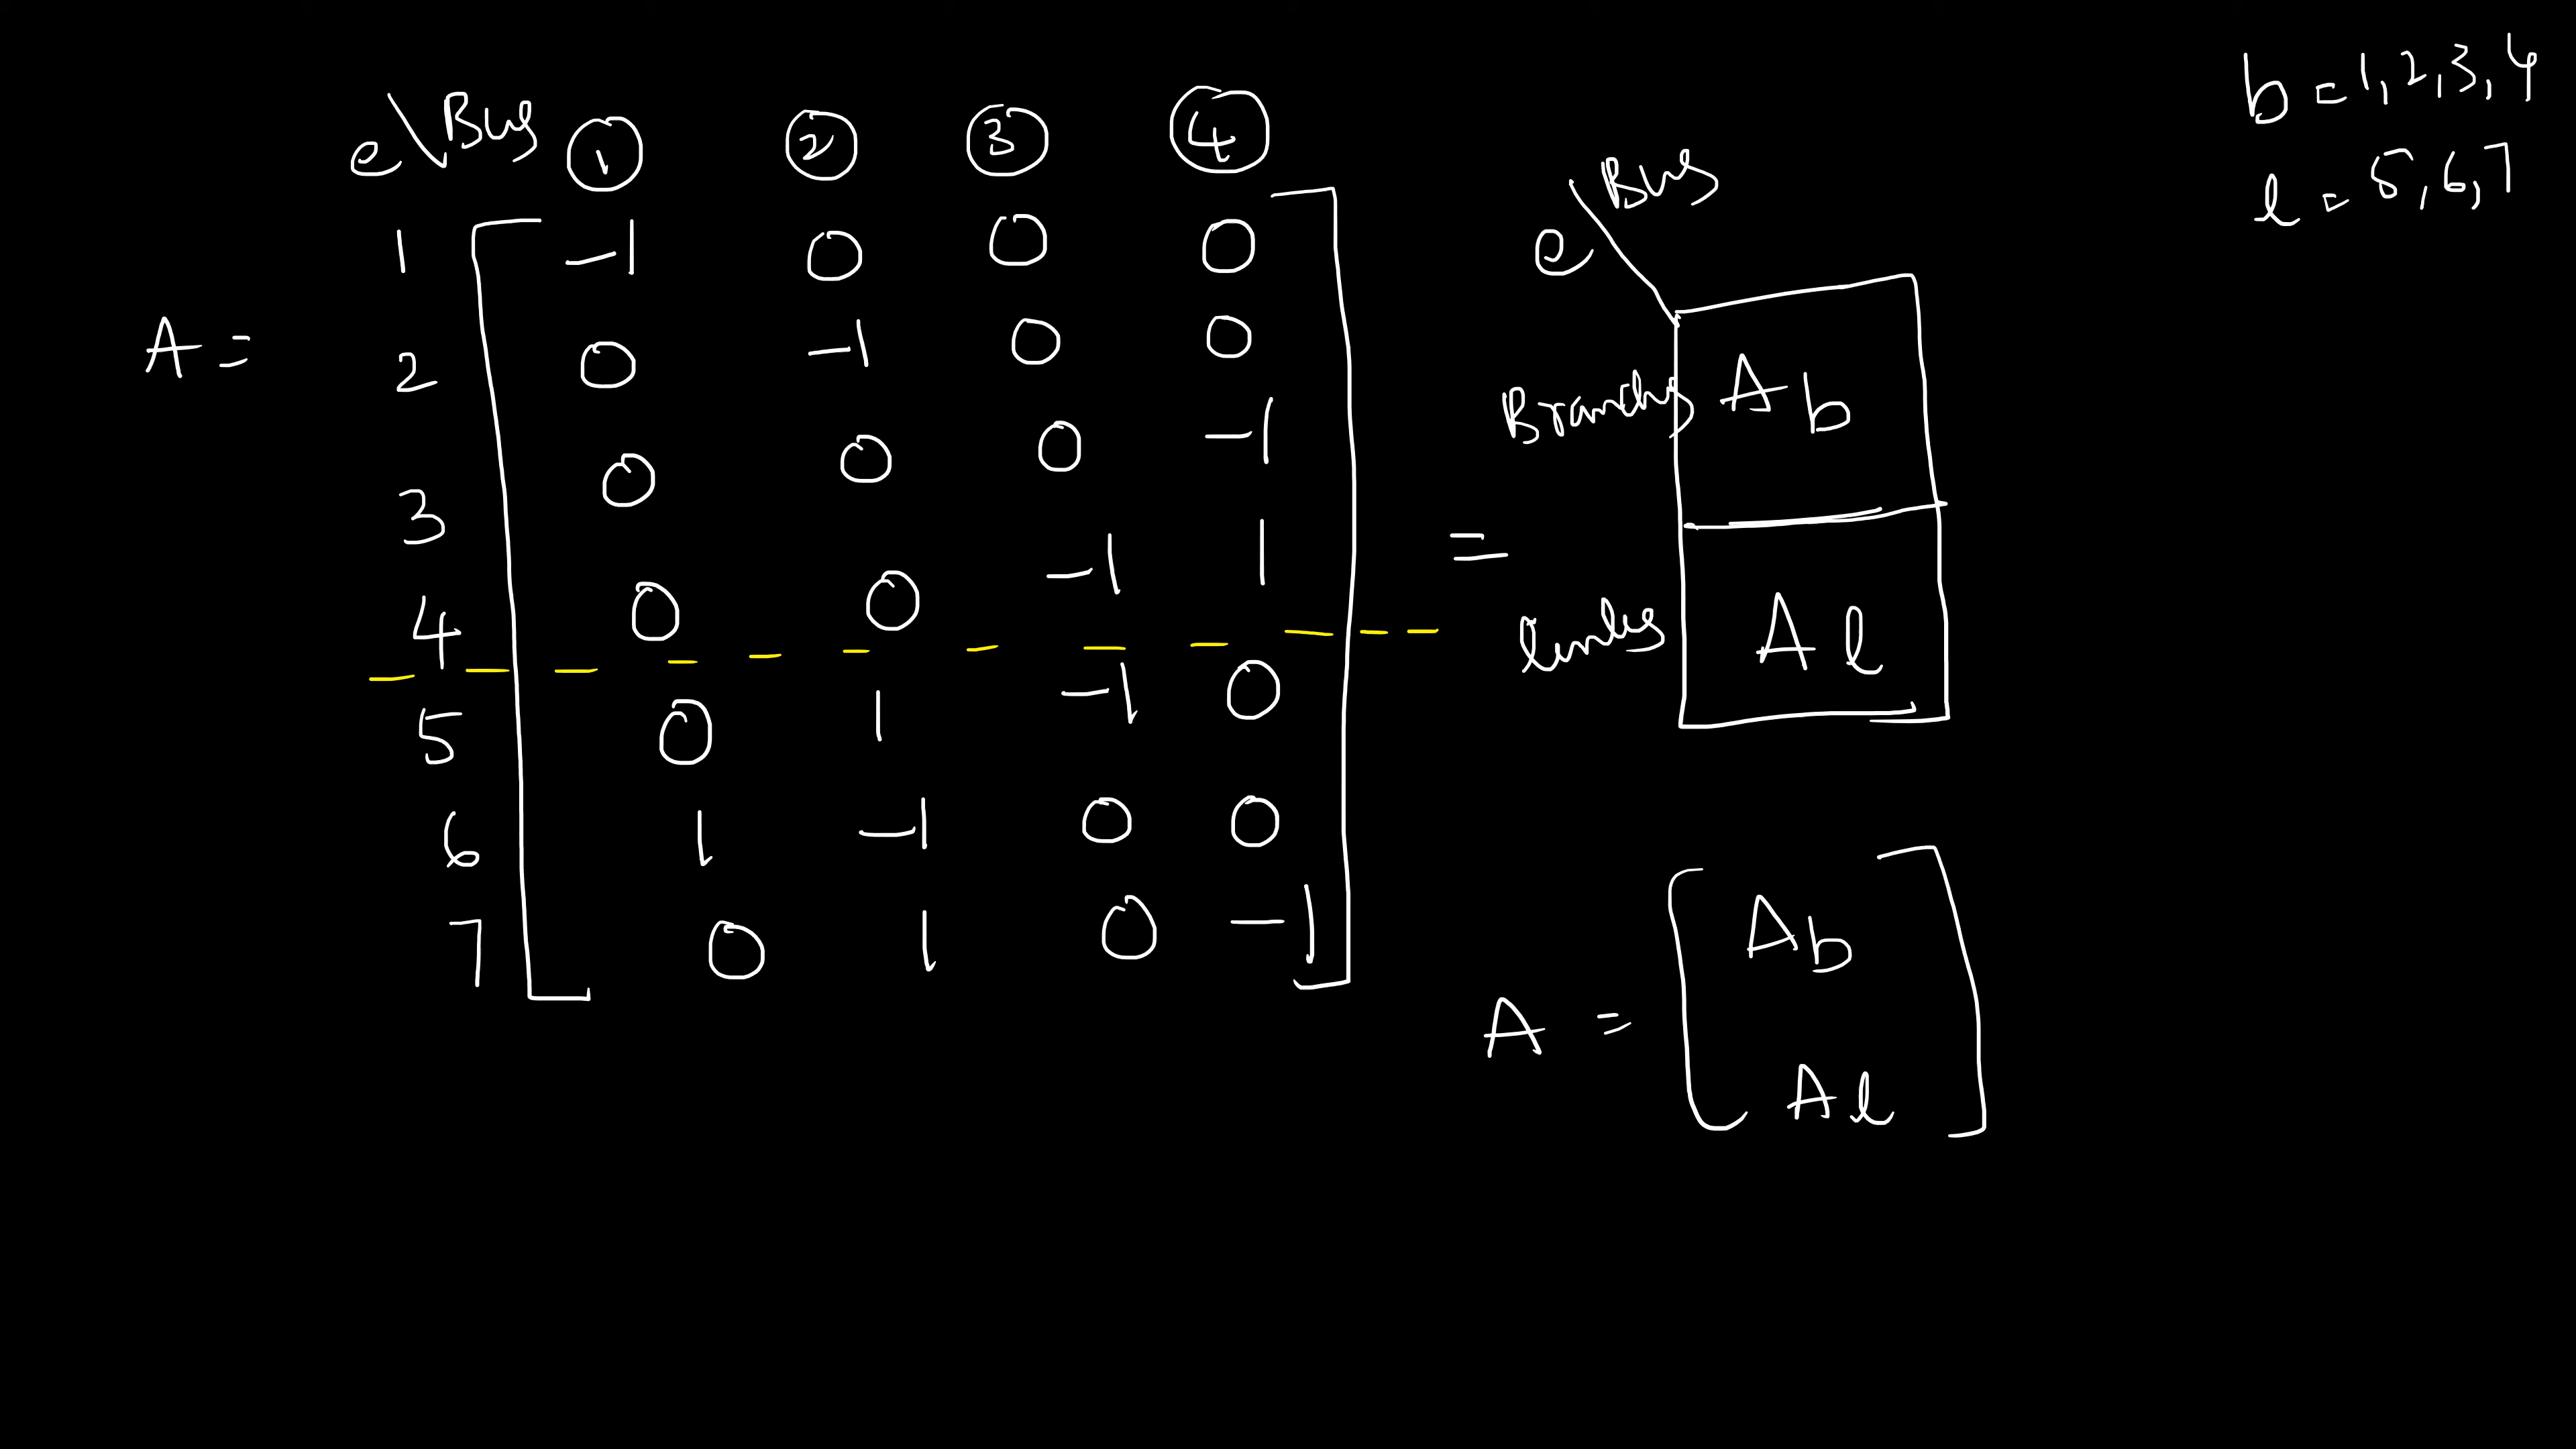 b = 1, 2, 3, 4
l = 5, 6, 7
e\Bus ① ② ③ ④
1 -1 0 0 0
A =
2 0 -1 0 0
3 0 0 0 -1
4 0 0 -1 1
5 0 1 -1 0
6 1 -1 0 0
7 0 1 0 -1
=
e\Bus
Branchs Ab
links Al
A = [Ab
Al]